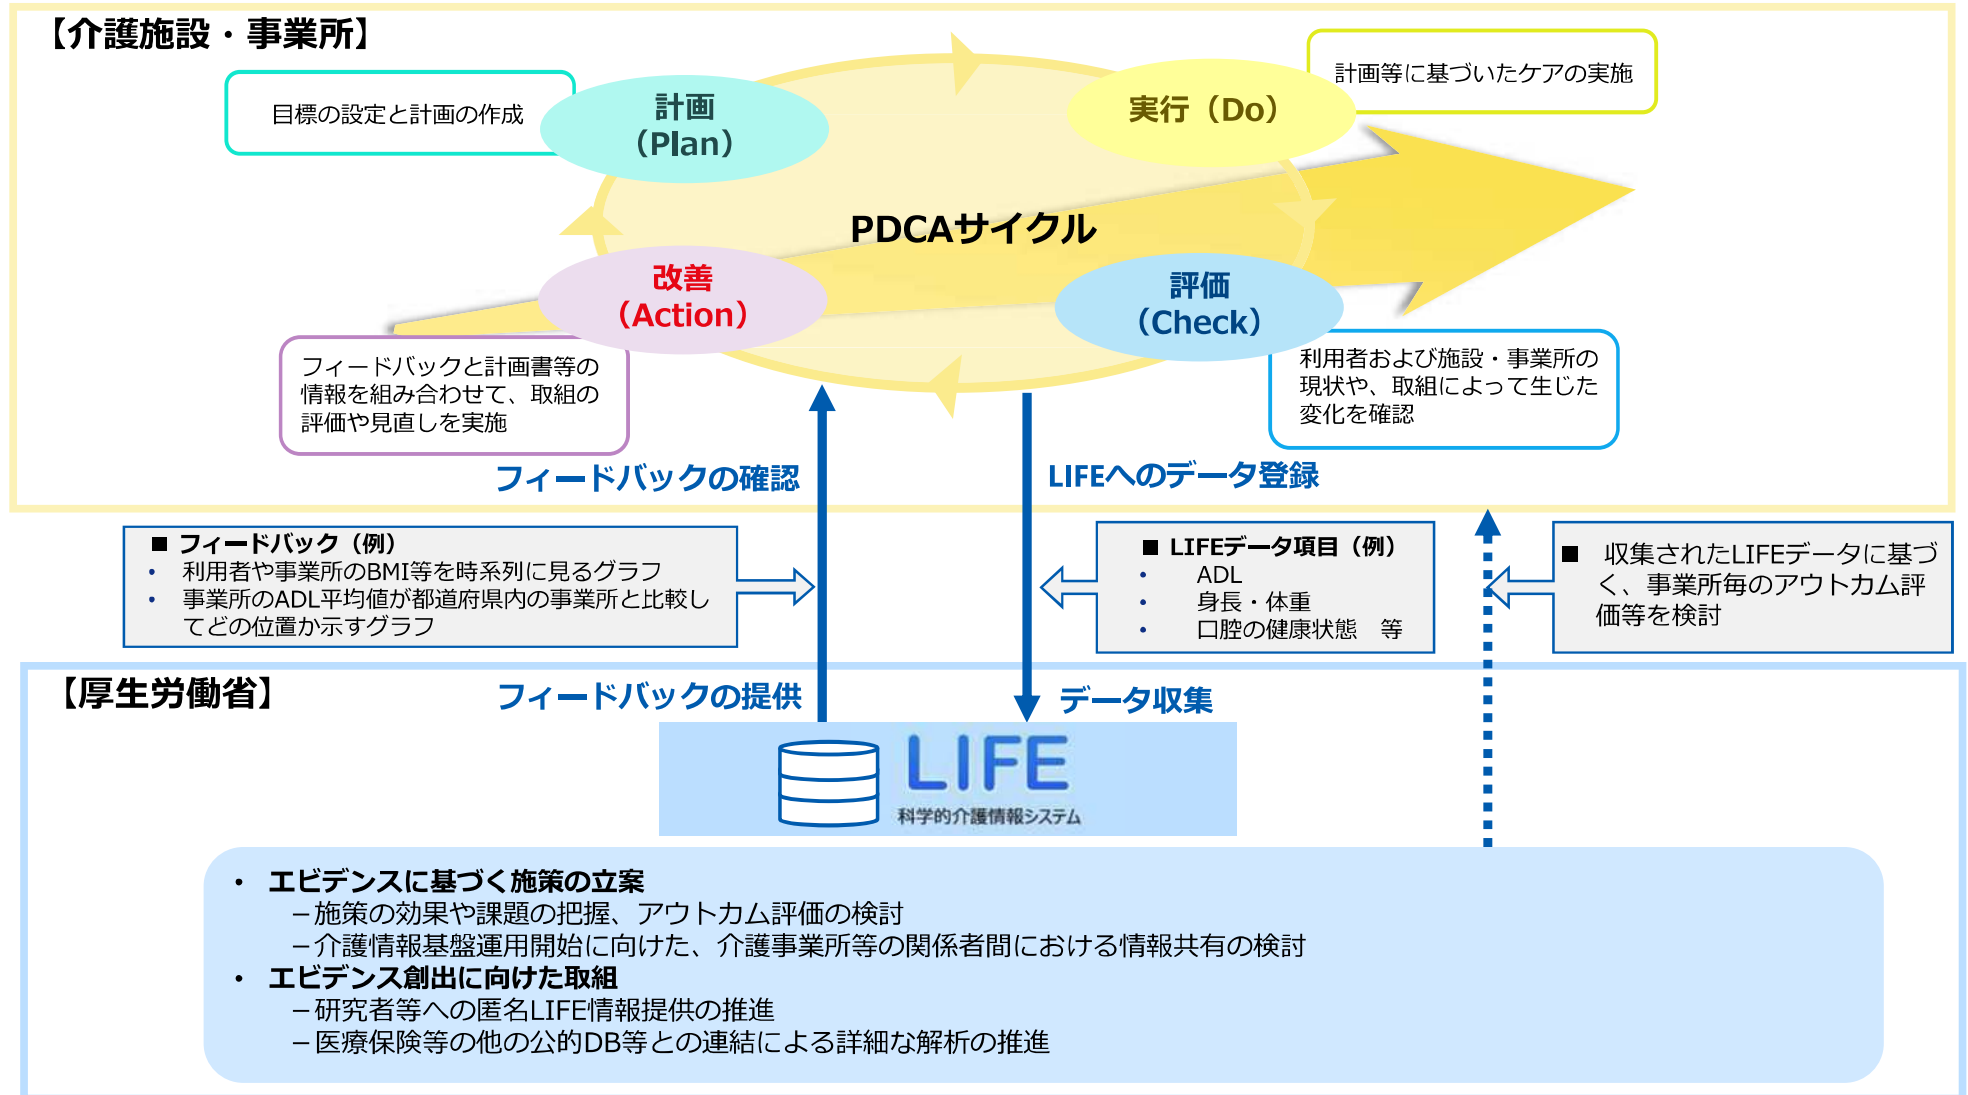 【介護施設・事業所】
目標の設定と計画の作成
計画
（Plan）
実行（Do）
計画等に基づいたケアの実施
PDCAサイクル
改善
（Action）
評価
（Check）
フィードバックと計画書等の
情報を組み合わせて、取組の
評価や見直しを実施
利用者および施設・事業所の
現状や、取組によって生じた
変化を確認
フィードバックの確認
LIFEへのデータ登録
■ フィードバック（例）
• 利用者や事業所のBMI等を時系列に見るグラフ
• 事業所のADL平均値が都道府県内の事業所と比較し
てどの位置か示すグラフ
■ LIFEデータ項目（例）
• ADL
• 身長・体重
• 口腔の健康状態　等
■ 収集されたLIFEデータに基づ
く、事業所毎のアウトカム評
価等を検討
【厚生労働省】
フィードバックの提供
データ収集
LIFE
科学的介護情報システム
• エビデンスに基づく施策の立案
－施策の効果や課題の把握、アウトカム評価の検討
－介護情報基盤運用開始に向けた、介護事業所等の関係者間における情報共有の検討
• エビデンス創出に向けた取組
－研究者等への匿名LIFE情報提供の推進
－医療保険等の他の公的DB等との連結による詳細な解析の推進